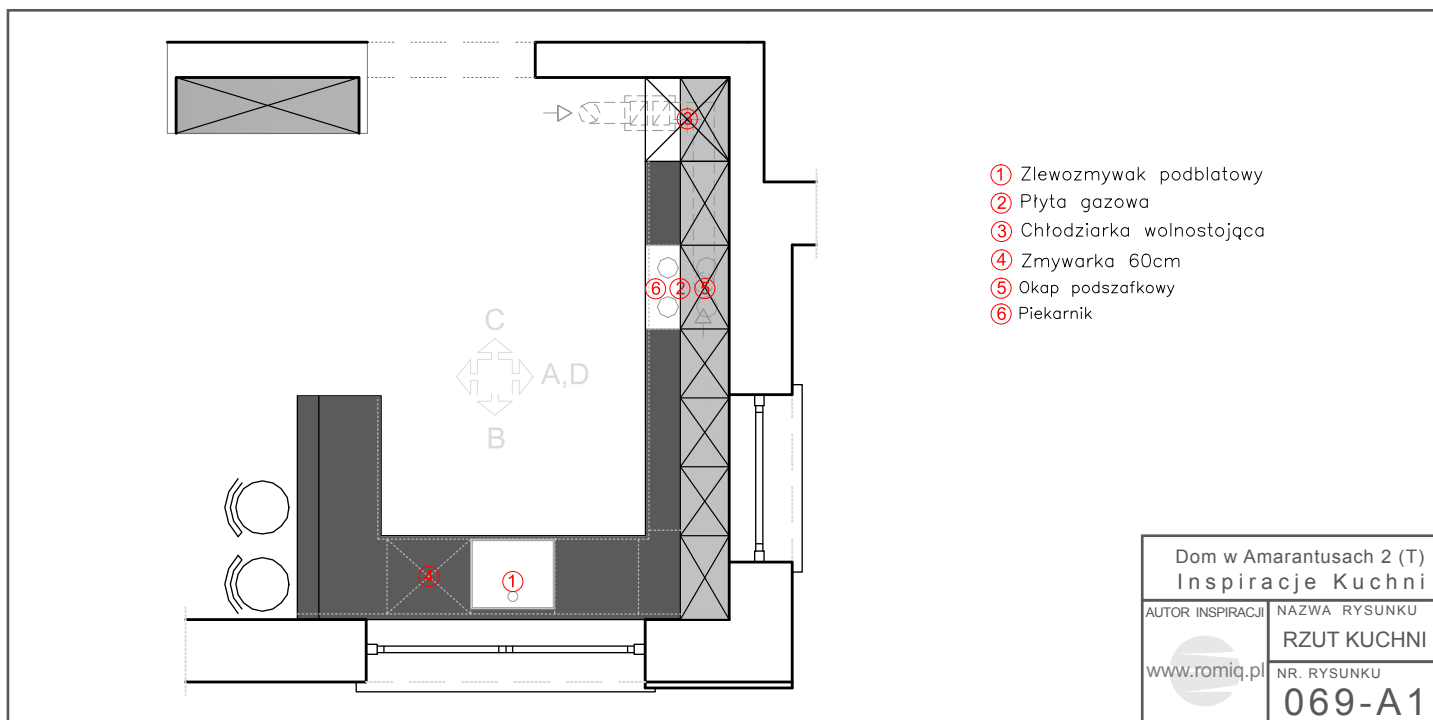 3
6 2 5
C
A,D
B
4
1
1 Zlewozmywak podblatowy
2 Płyta gazowa
3 Chłodziarka wolnostojąca
4 Zmywarka 60cm
5 Okap podszafkowy
6 Piekarnik
Dom w Amarantusach 2 (T)
Inspiracje Kuchni
AUTOR INSPIRACJI
www.romiq.pl
NAZWA RYSUNKU
RZUT KUCHNI
NR. RYSUNKU
069-A1